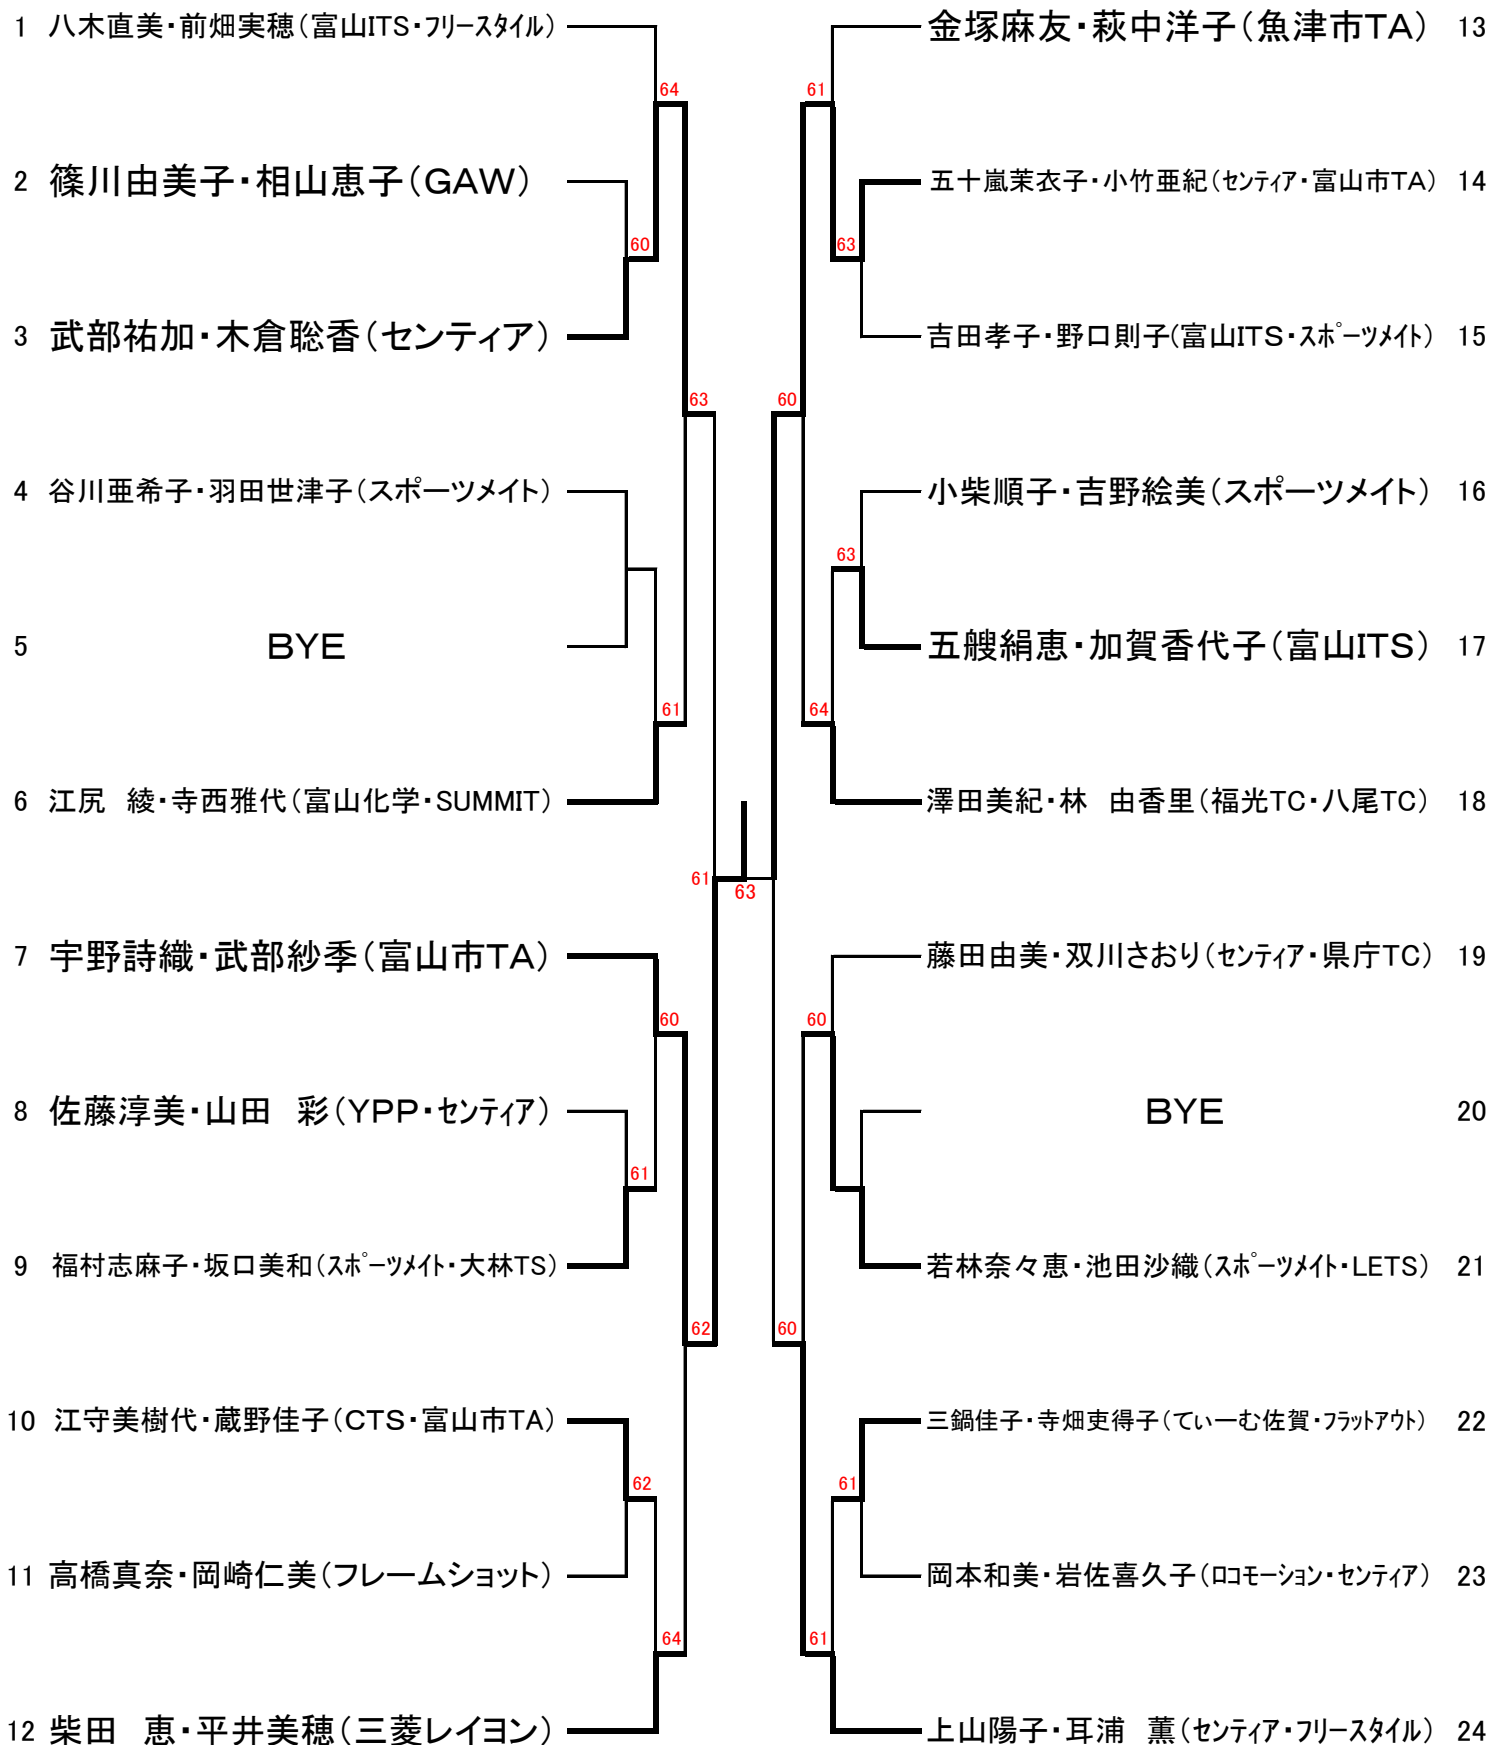 1 八木直美・前畑実穂(富山ITS・フリースタイル)
64
2 篠川由美子・相山恵子(GAW)
60
3 武部祐加・木倉聡香(センティア)
63
4 谷川亜希子・羽田世津子(スポーツメイト)
5 BYE
61
6 江尻　綾・寺西雅代(富山化学・SUMMIT)
61
63
7 宇野詩織・武部紗季(富山市TA)
60
8 佐藤淳美・山田　彩(YPP・センティア)
61
9 福村志麻子・坂口美和(スポーツメイト・大林TS)
62
10 江守美樹代・蔵野佳子(CTS・富山市TA)
62
11 高橋真奈・岡崎仁美(フレームショット)
64
12 柴田　恵・平井美穂(三菱レイヨン)
金塚麻友・萩中洋子(魚津市TA) 13
61
五十嵐茉衣子・小竹亜紀(センティア・富山市TA) 14
63
吉田孝子・野口則子(富山ITS・スポーツメイト) 15
60
小柴順子・吉野絵美(スポーツメイト) 16
63
五艘絹恵・加賀香代子(富山ITS) 17
64
澤田美紀・林　由香里(福光TC・八尾TC) 18
藤田由美・双川さおり(センティア・県庁TC) 19
60
BYE 20
若林奈々恵・池田沙織(スポーツメイト・LETS) 21
60
三鍋佳子・寺畑吏得子(てぃーむ佐賀・フラットアウト) 22
61
岡本和美・岩佐喜久子(ロコモーション・センティア) 23
61
上山陽子・耳浦　薫(センティア・フリースタイル) 24